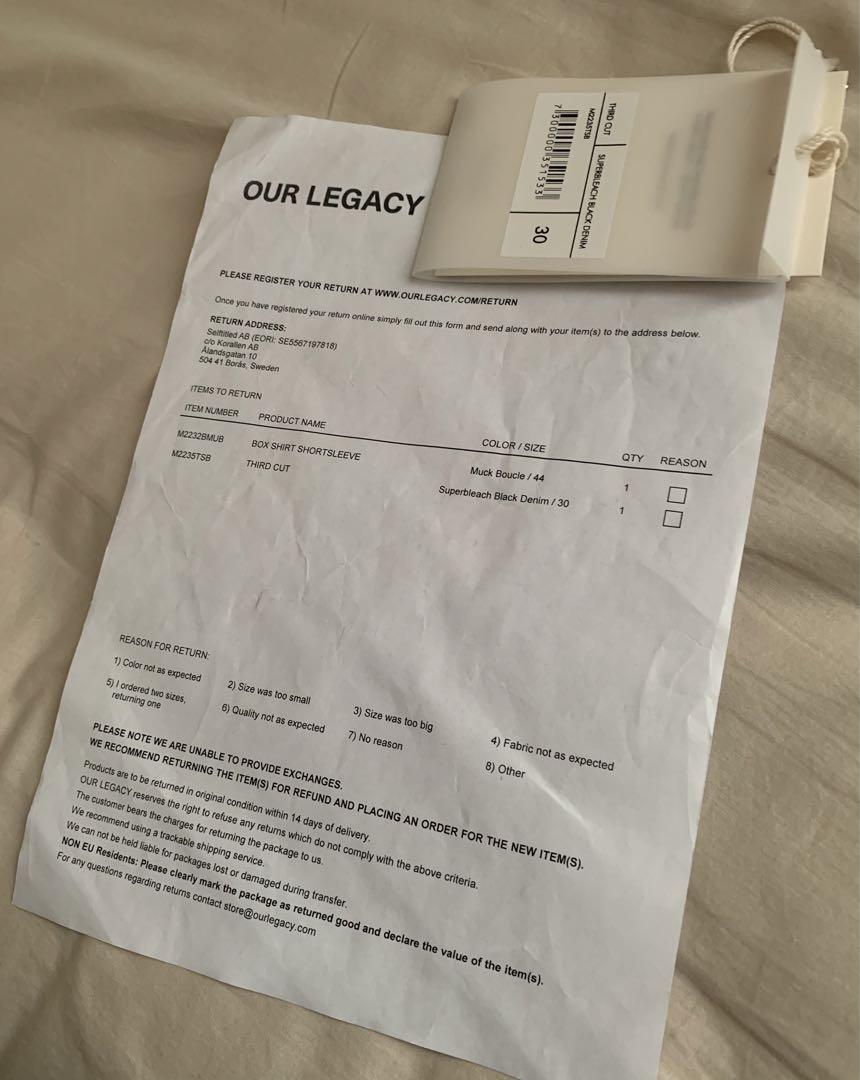 OUR LEGACY
THIRD CUT
M2235TSB
SUPERBLEACH BLACK DENIM
7300000351533
30
PLEASE REGISTER YOUR RETURN AT WWW.OURLEGACY.COM/RETURN
Once you have registered your return online simply fill out this form and send along with your item(s) to the address below.
RETURN ADDRESS:
Selftitled AB (EORI: SE5567197818)
c/o Korallen AB
Ålandsgatan 10
504 41 Borås, Sweden
ITEMS TO RETURN
ITEM NUMBER PRODUCT NAME COLOR / SIZE QTY REASON
M2232BMUB BOX SHIRT SHORTSLEEVE Muck Boucle / 44 1
M2235TSB THIRD CUT Superbleach Black Denim / 30 1
REASON FOR RETURN:
1) Color not as expected 2) Size was too small 3) Size was too big 4) Fabric not as expected
5) I ordered two sizes, 6) Quality not as expected 7) No reason 8) Other
returning one
PLEASE NOTE WE ARE UNABLE TO PROVIDE EXCHANGES.
WE RECOMMEND RETURNING THE ITEM(S) FOR REFUND AND PLACING AN ORDER FOR THE NEW ITEM(S).
Products are to be returned in original condition within 14 days of delivery.
OUR LEGACY reserves the right to refuse any returns which do not comply with the above criteria.
The customer bears the charges for returning the package to us.
We recommend using a trackable shipping service.
We can not be held liable for packages lost or damaged during transfer.
NON EU Residents: Please clearly mark the package as returned good and declare the value of the item(s).
For any questions regarding returns contact store@ourlegacy.com